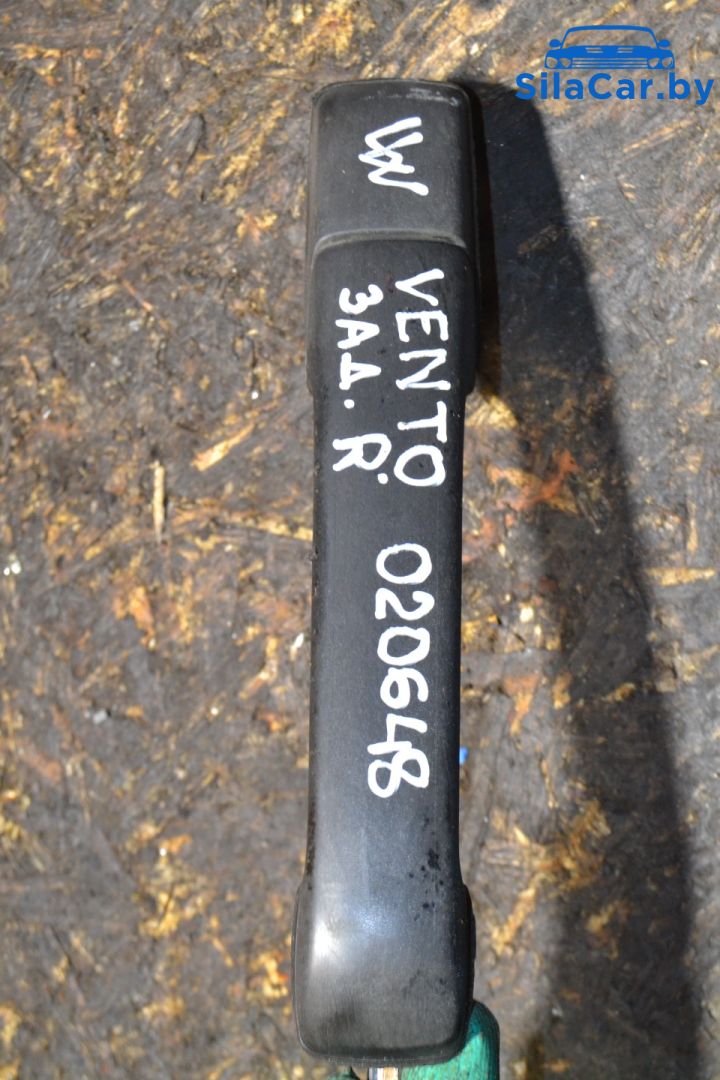 SilaCar.by
VW
VENTO. 020648
ЗАД. R.